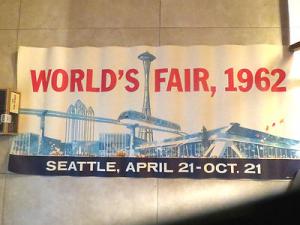 WORLD'S FAIR, 1962
SEATTLE, APRIL 21-OCT. 21